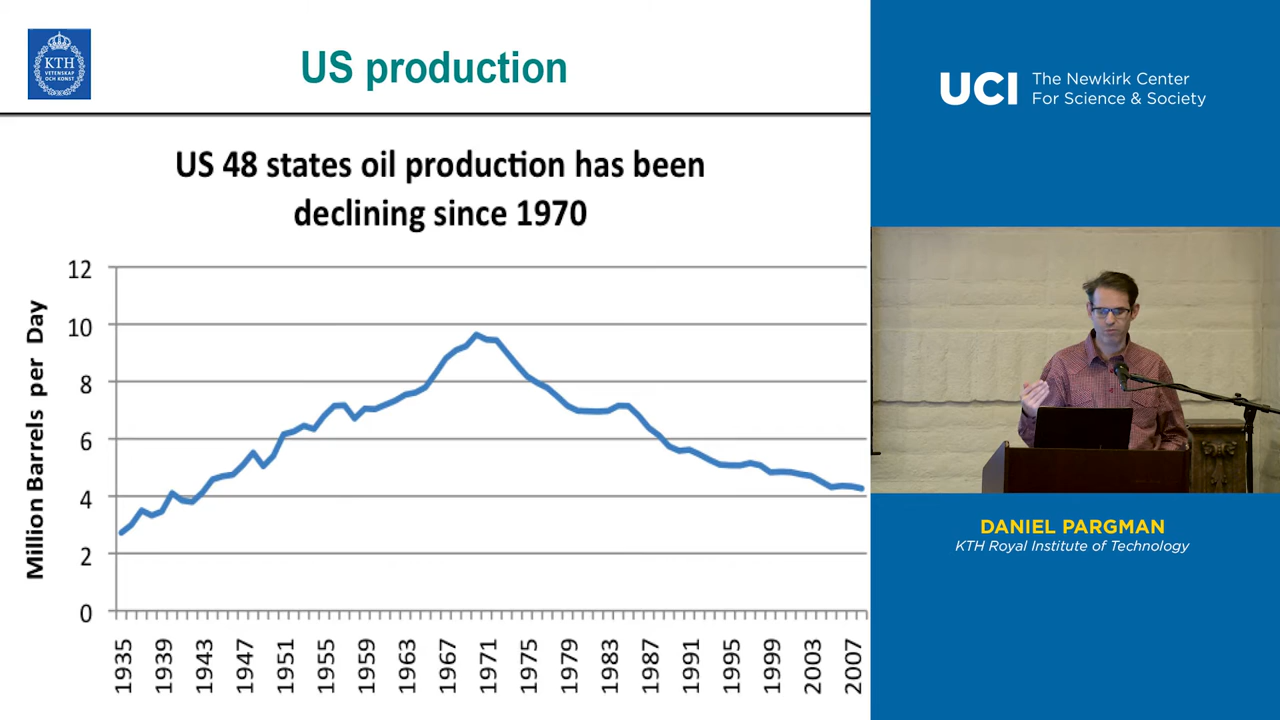 KTH
VETENSKAP
OCH KONST
US production
US 48 states oil production has been
declining since 1970
Million Barrels per Day
12
10
8
6
4
2
0
1935
1939
1943
1947
1951
1955
1959
1963
1967
1971
1975
1979
1983
1987
1991
1995
1999
2003
2007
UCI
The Newkirk Center
For Science & Society
DANIEL PARGMAN
KTH Royal Institute of Technology